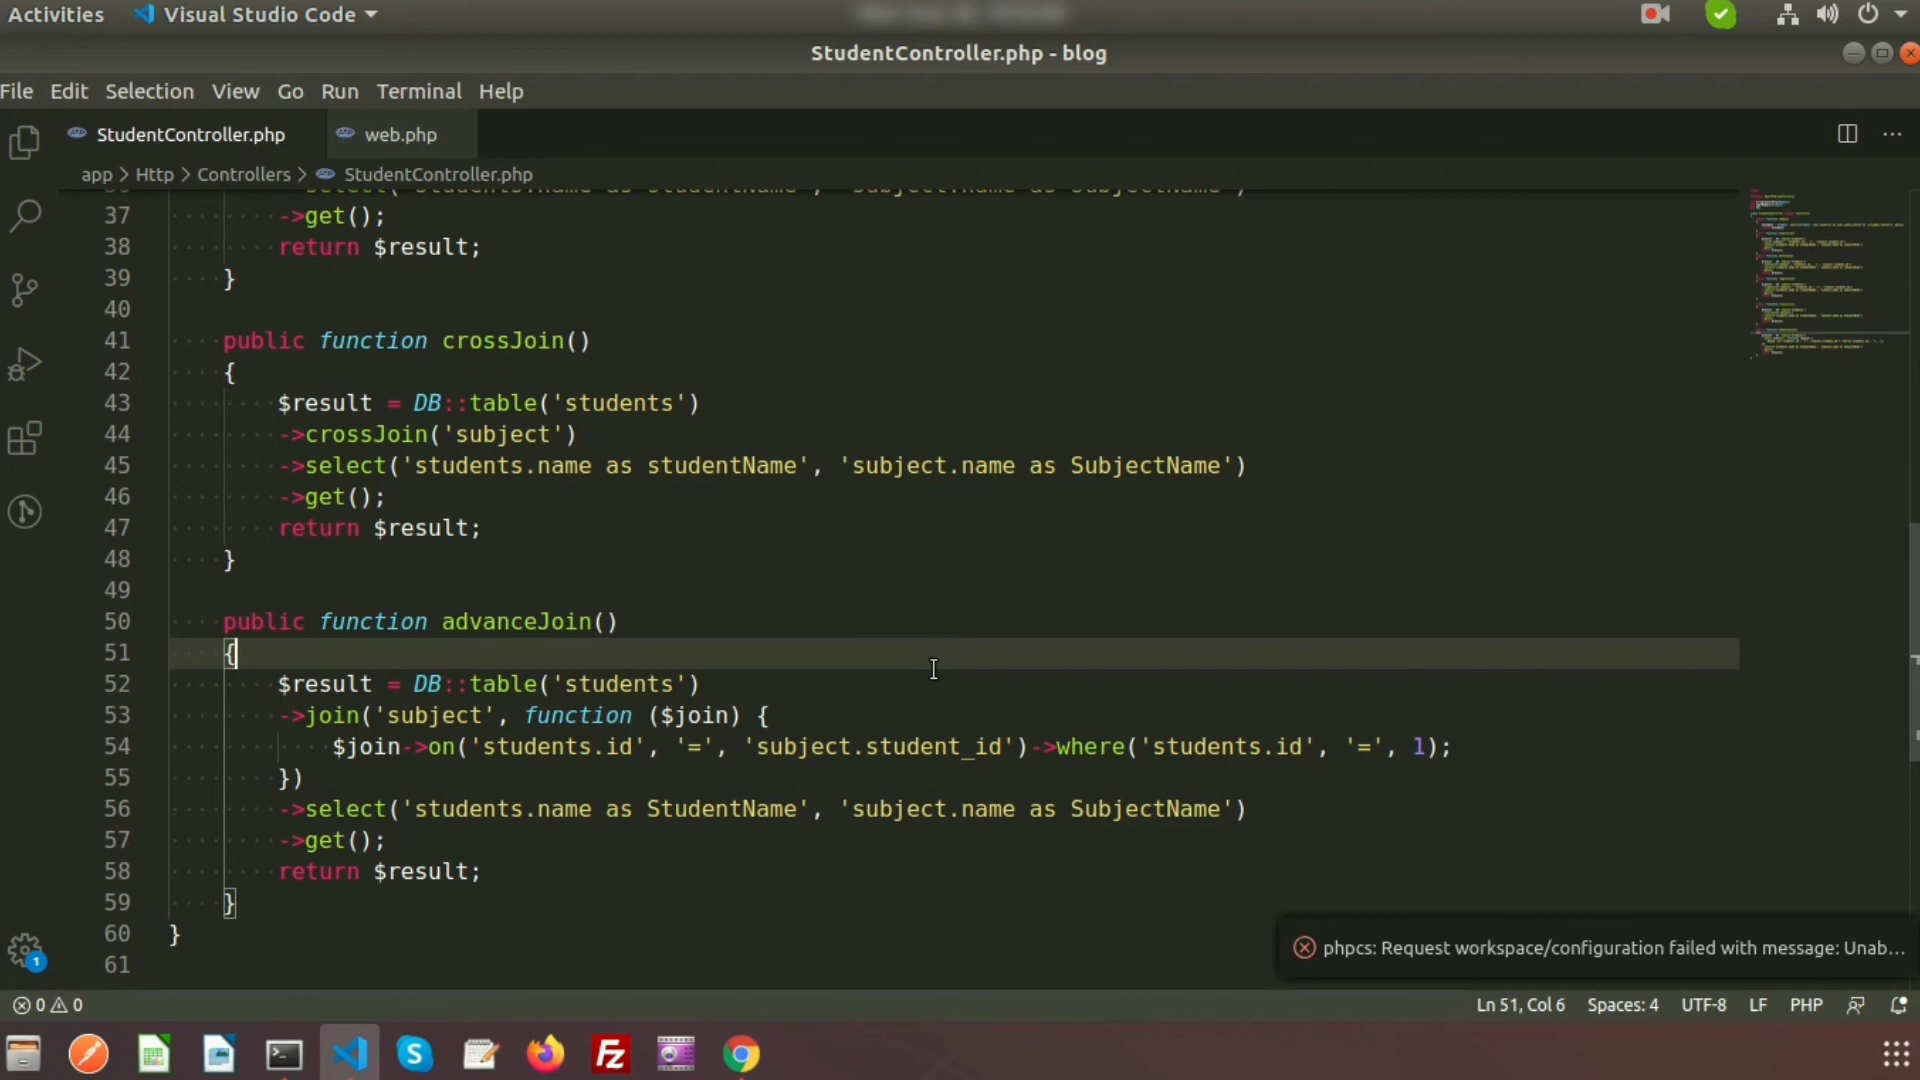 Activities
Visual Studio Code
StudentController.php - blog
File Edit Selection View Go Run Terminal Help
StudentController.php
web.php
app > Http > Controllers > StudentController.php
37 ->get();
38 return $result;
39 }
40
41 public function crossJoin()
42 {
43 $result = DB::table('students')
44 ->crossJoin('subject')
45 ->select('students.name as studentName', 'subject.name as SubjectName')
46 ->get();
47 return $result;
48 }
49
50 public function advanceJoin()
51 {
52 $result = DB::table('students')
53 ->join('subject', function ($join) {
54 $join->on('students.id', '=', 'subject.student_id')->where('students.id', '=', 1);
55 })
56 ->select('students.name as StudentName', 'subject.name as SubjectName')
57 ->get();
58 return $result;
59 }
60 }
61
phpcs: Request workspace/configuration failed with message: Unab...
1
0 0
Ln 51, Col 6 Spaces: 4 UTF-8 LF PHP